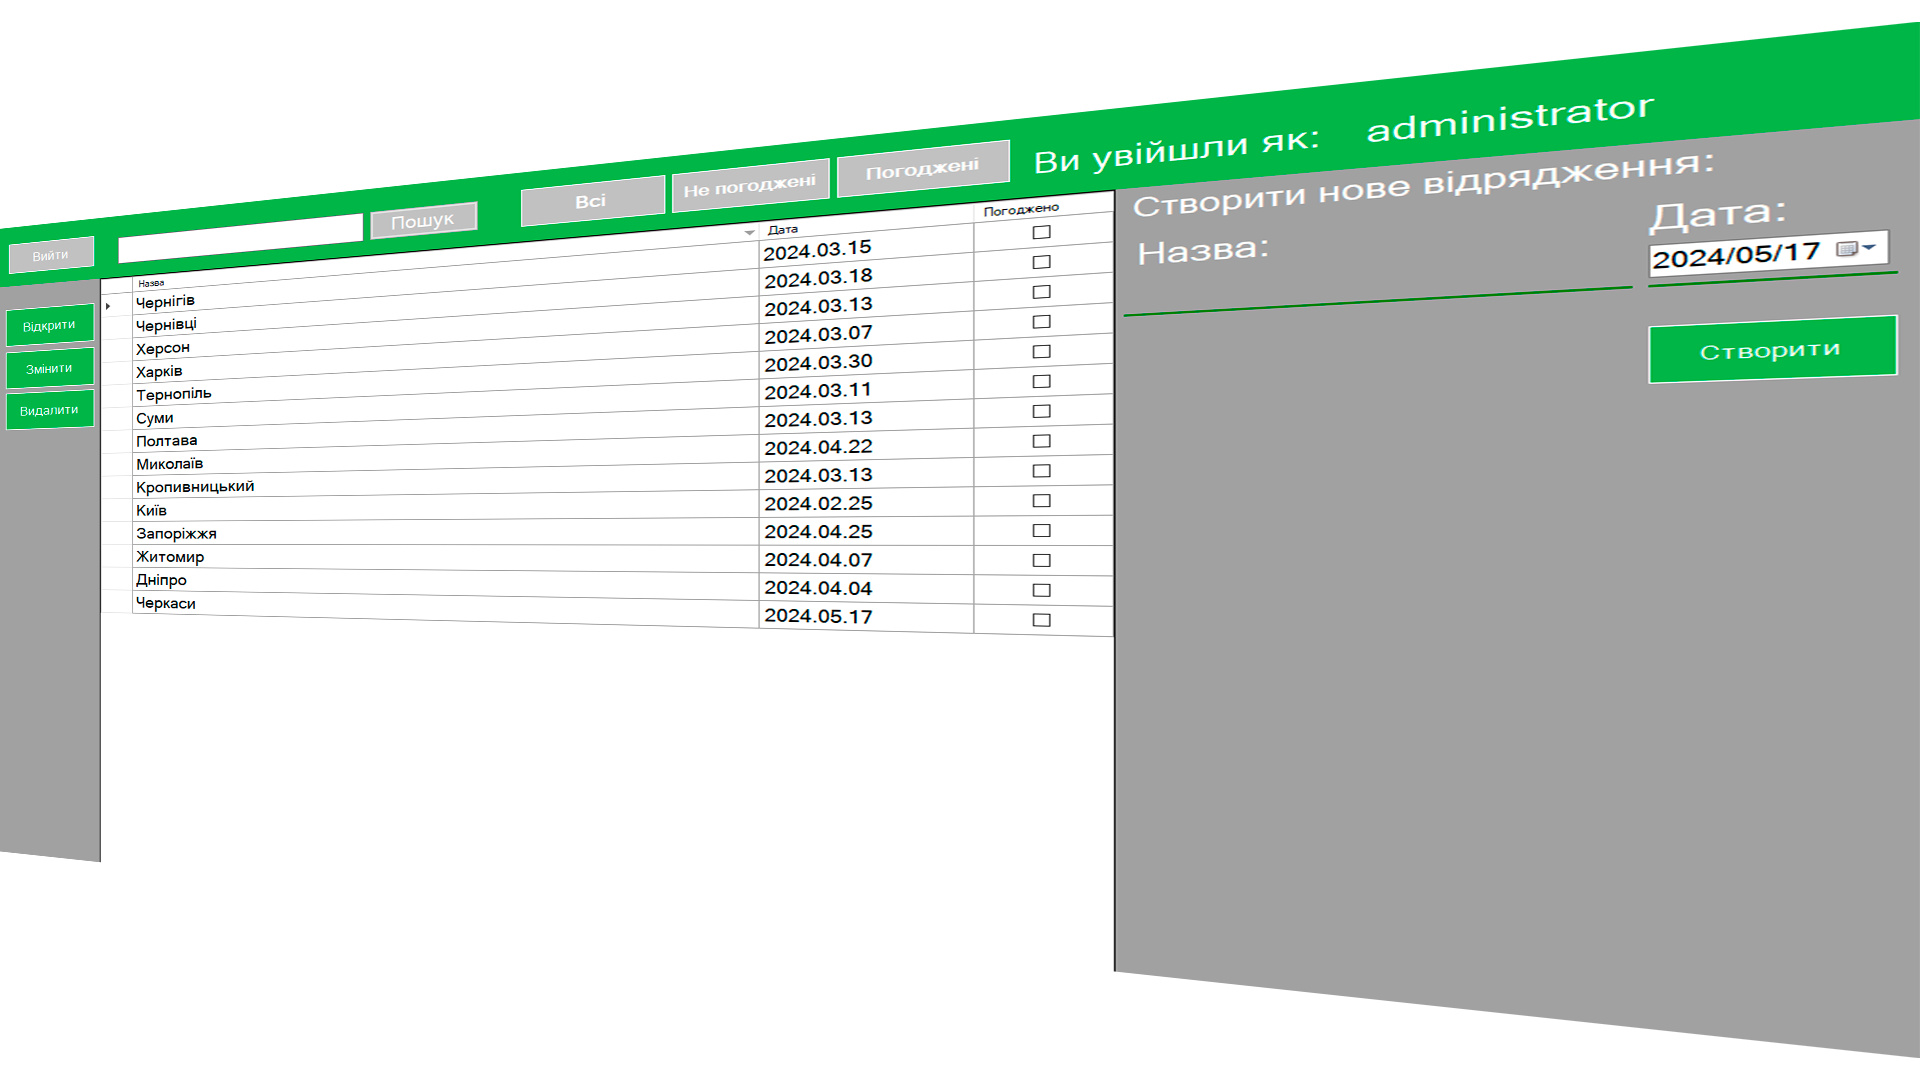 Вийти
Пошук
Всі
Не погоджені
Погоджені
Ви увійшли як: administrator
Відкрити
Змінити
Видалити
Назва Дата Погоджено
Чернігів 2024.03.15
Чернівці 2024.03.18
Херсон 2024.03.13
Харків 2024.03.07
Тернопіль 2024.03.30
Суми 2024.03.11
Полтава 2024.03.13
Миколаїв 2024.04.22
Кропивницький 2024.03.13
Київ 2024.02.25
Запоріжжя 2024.04.25
Житомир 2024.04.07
Дніпро 2024.04.04
Черкаси 2024.05.17
Створити нове відрядження:
Назва:
Дата:
2024/05/17
Створити